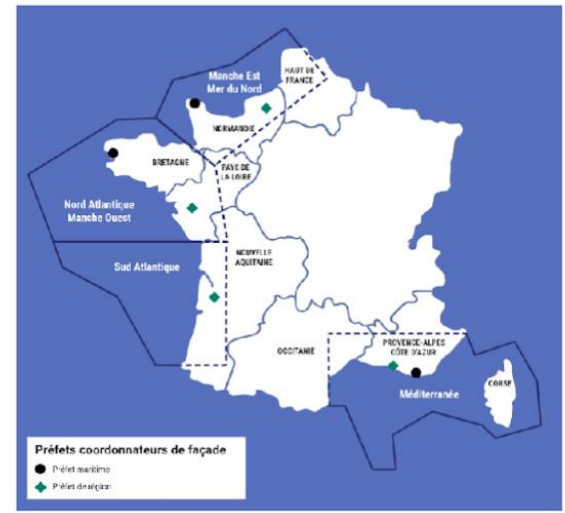 Manche Est
Mer du Nord
HAUT DE
FRANCE
NORMANDIE
BRETAGNE
PAYS DE
LA LOIRE
Nord Atlantique
Manche Ouest
Sud Atlantique
NOUVELLE
AQUITAINE
OCCITANIE
PROVENCE-ALPES
CÔTE D'AZUR
CORSE
Méditerranée
Préfets coordonnateurs de façade
Préfet maritime
Préfet de région